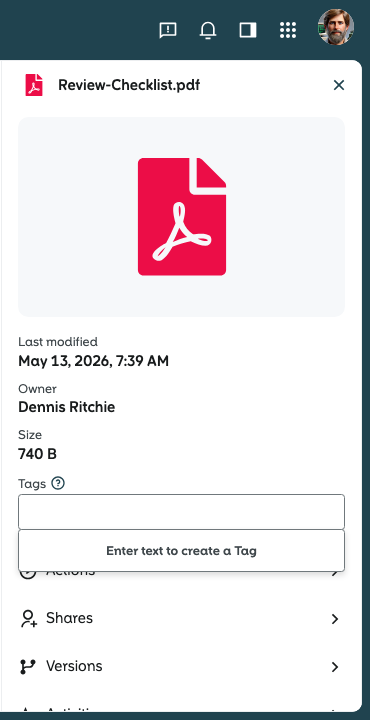 Review-Checklist.pdf
Last modified
May 13, 2026, 7:39 AM
Owner
Dennis Ritchie
Size
740 B
Tags
Enter text to create a Tag
Actions
Shares
Versions